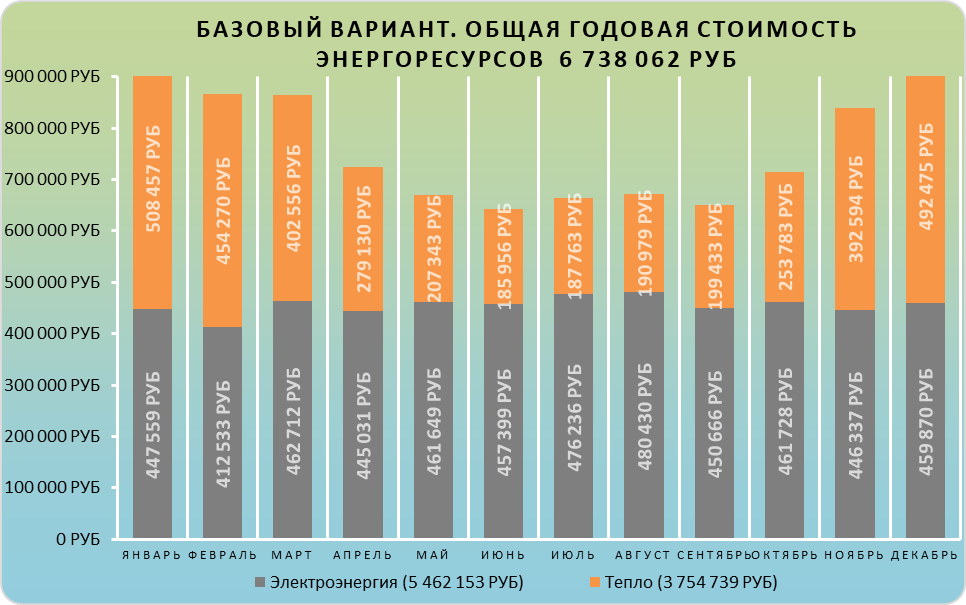 БАЗОВЫЙ ВАРИАНТ. ОБЩАЯ ГОДОВАЯ СТОИМОСТЬ
ЭНЕРГОРЕСУРСОВ 6 738 062 РУБ
900 000 РУБ
800 000 РУБ
700 000 РУБ
600 000 РУБ
500 000 РУБ
400 000 РУБ
300 000 РУБ
200 000 РУБ
100 000 РУБ
0 РУБ
508 457 РУБ
454 270 РУБ
402 556 РУБ
279 130 РУБ
207 343 РУБ
185 956 РУБ
187 763 РУБ
190 979 РУБ
199 433 РУБ
253 783 РУБ
392 594 РУБ
492 475 РУБ
447 559 РУБ
412 533 РУБ
462 712 РУБ
445 031 РУБ
461 649 РУБ
457 399 РУБ
476 236 РУБ
480 430 РУБ
450 666 РУБ
461 728 РУБ
446 337 РУБ
459 870 РУБ
ЯНВАРЬ ФЕВРАЛЬ МАРТ АПРЕЛЬ МАЙ ИЮНЬ ИЮЛЬ АВГУСТ СЕНТЯБРЬ ОКТЯБРЬ НОЯБРЬ ДЕКАБРЬ
Электроэнергия (5 462 153 РУБ) Тепло (3 754 739 РУБ)